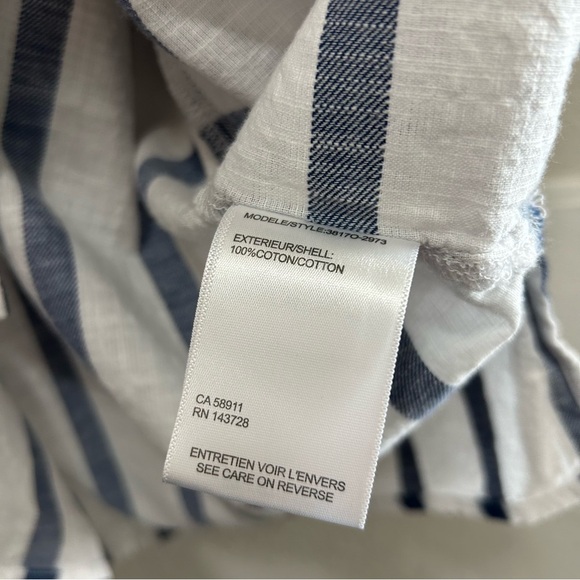 MODELE/STYLE:3817O-2973
EXTERIEUR/SHELL:
100%COTON/COTTON
CA 58911
RN 143728
ENTRETIEN VOIR L'ENVERS
SEE CARE ON REVERSE